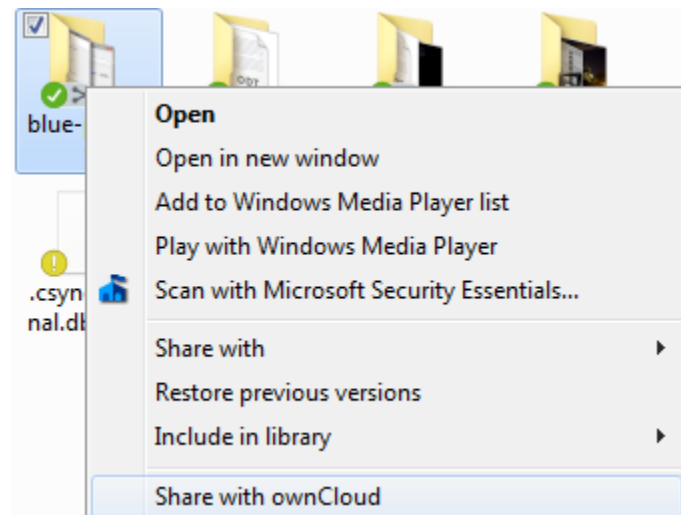 blue-
Open
Open in new window
Add to Windows Media Player list
Play with Windows Media Player
.csyn
Scan with Microsoft Security Essentials...
nal.db
Share with
Restore previous versions
Include in library
Share with ownCloud
ODT